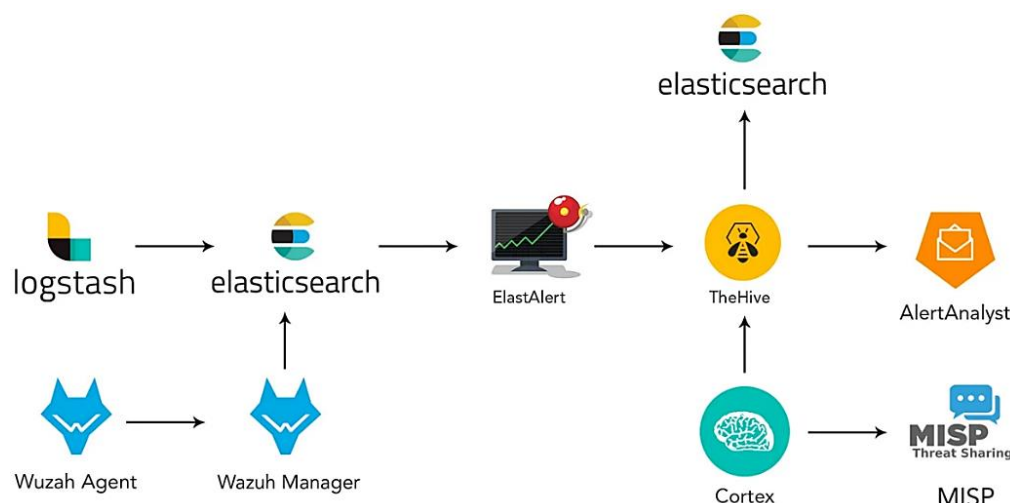 elasticsearch
logstash
elasticsearch
ElastAlert
TheHive
AlertAnalyst
Wuzah Agent
Wazuh Manager
Cortex
MISP
Threat Sharing
MISP